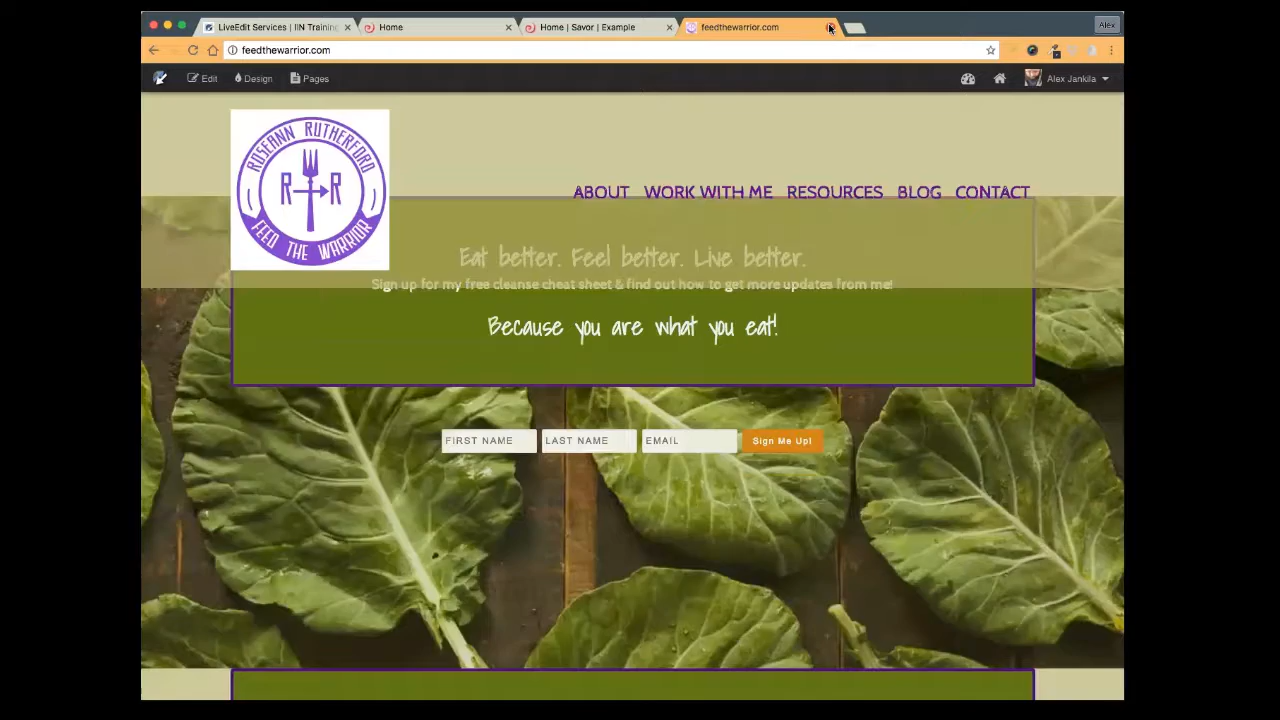 LiveEdit Services | IIN Training
Home
Home | Savor | Example
feedthewarrior.com
Alex
feedthewarrior.com
Edit
Design
Pages
Alex Jankila
ROSEANN RUTHERFORD
R R
FEED THE WARRIOR
ABOUT WORK WITH ME RESOURCES BLOG CONTACT
Eat better. Feel better. Live better.
Sign up for my free cleanse cheat sheet & find out how to get more updates from me!
Because you are what you eat!
FIRST NAME
LAST NAME
EMAIL
Sign Me Up!